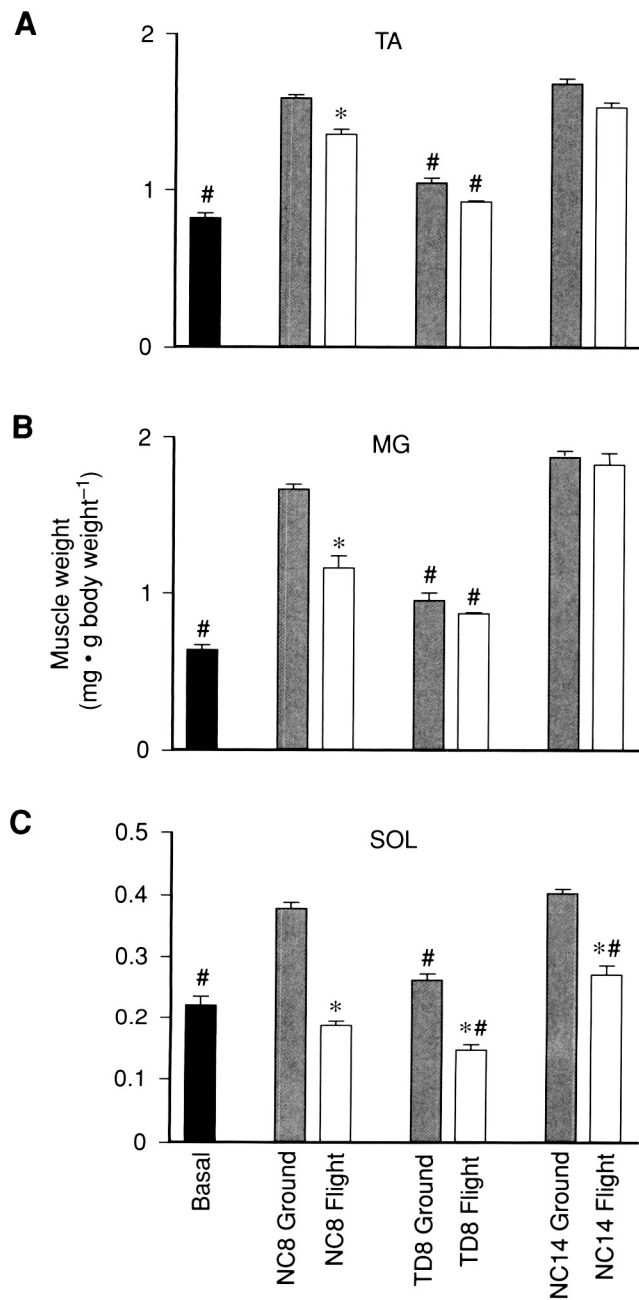 A
TA
2
1
0
#
*
#
#
B
MG
2
1
0
#
*
#
#
Muscle weight
(mg • g body weight⁻¹)
C
SOL
0.5
0.4
0.3
0.2
0.1
0
#
*
#
*#
*#
Basal
NC8 Ground
NC8 Flight
TD8 Ground
TD8 Flight
NC14 Ground
NC14 Flight